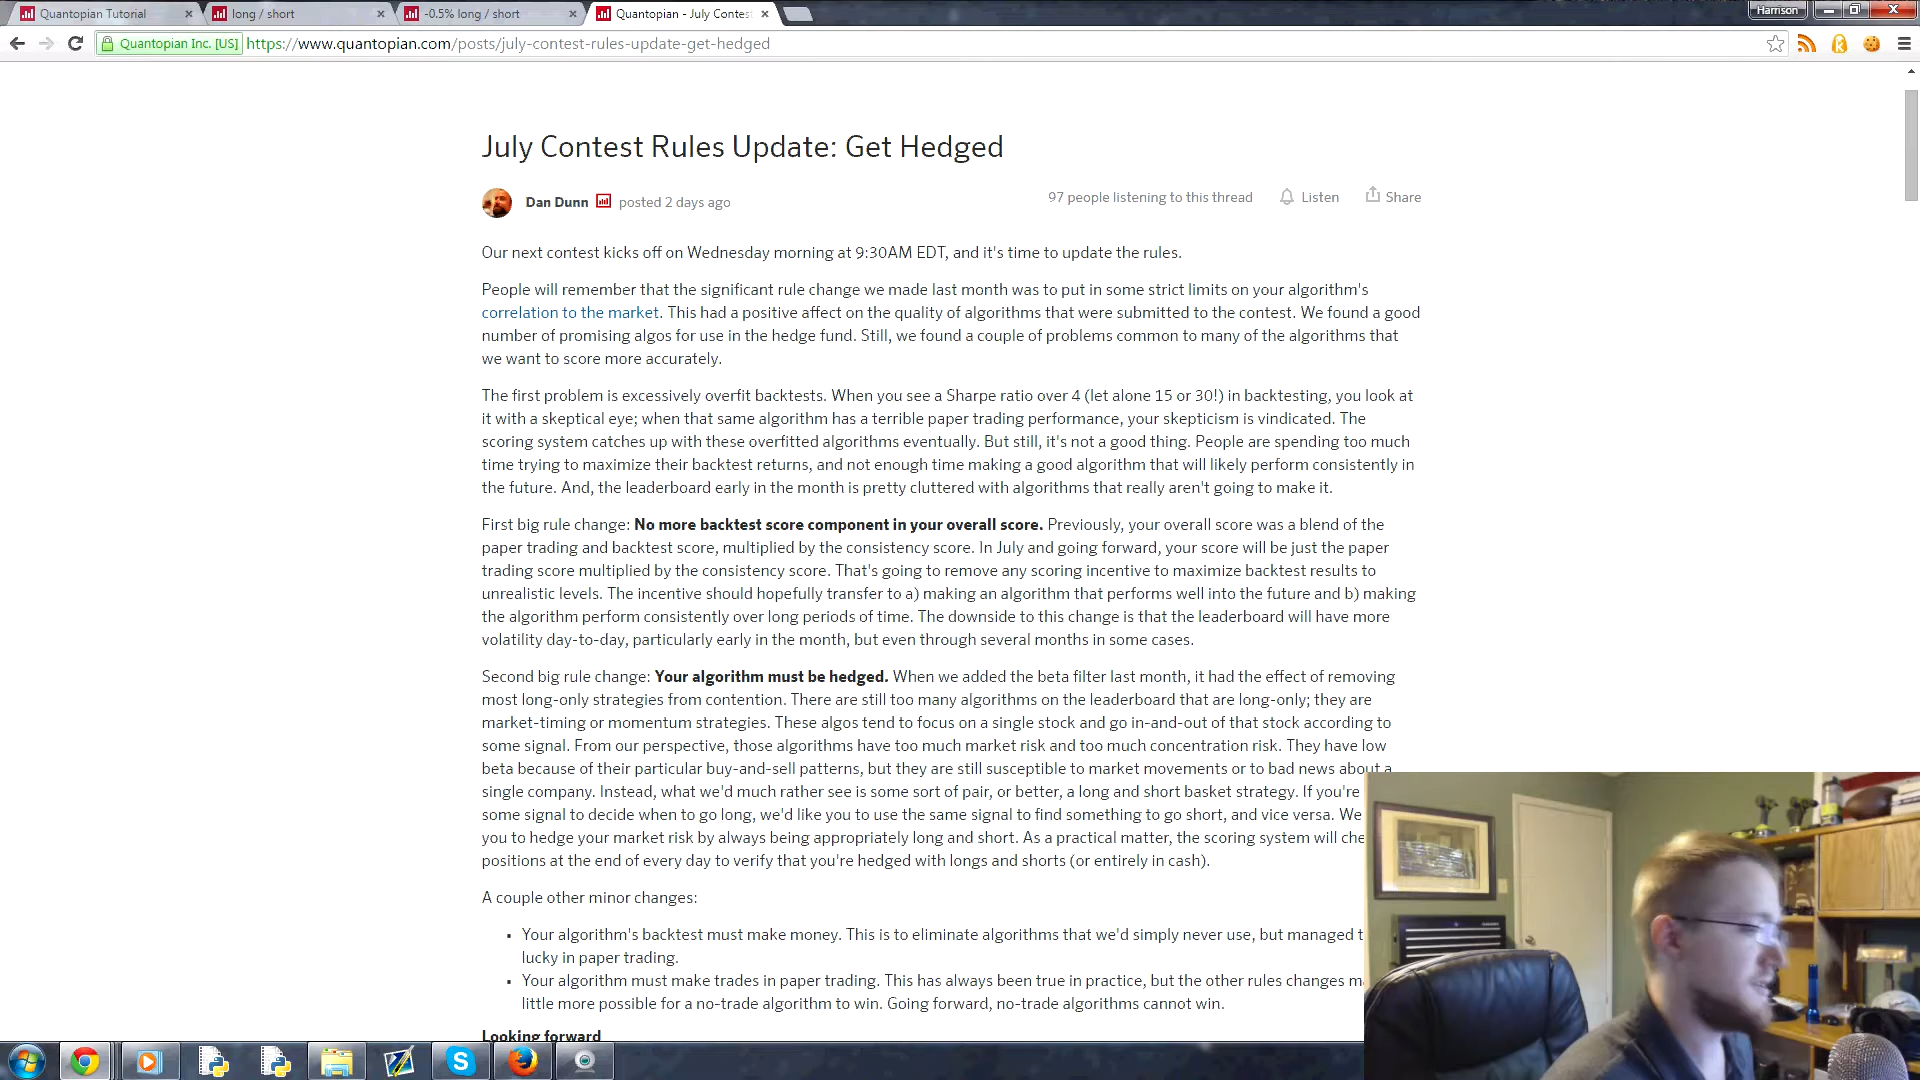 Quantopian Tutorial
long / short
-0.5% long / short
Quantopian - July Contes
Harrison
Quantopian Inc. [US] https://www.quantopian.com/posts/july-contest-rules-update-get-hedged
July Contest Rules Update: Get Hedged
Dan Dunn posted 2 days ago
97 people listening to this thread Listen Share
Our next contest kicks off on Wednesday morning at 9:30AM EDT, and it's time to update the rules.
People will remember that the significant rule change we made last month was to put in some strict limits on your algorithm's
correlation to the market. This had a positive affect on the quality of algorithms that were submitted to the contest. We found a good
number of promising algos for use in the hedge fund. Still, we found a couple of problems common to many of the algorithms that
we want to score more accurately.
The first problem is excessively overfit backtests. When you see a Sharpe ratio over 4 (let alone 15 or 30!) in backtesting, you look at
it with a skeptical eye; when that same algorithm has a terrible paper trading performance, your skepticism is vindicated. The
scoring system catches up with these overfitted algorithms eventually. But still, it's not a good thing. People are spending too much
time trying to maximize their backtest returns, and not enough time making a good algorithm that will likely perform consistently in
the future. And, the leaderboard early in the month is pretty cluttered with algorithms that really aren't going to make it.
First big rule change: No more backtest score component in your overall score. Previously, your overall score was a blend of the
paper trading and backtest score, multiplied by the consistency score. In July and going forward, your score will be just the paper
trading score multiplied by the consistency score. That's going to remove any scoring incentive to maximize backtest results to
unrealistic levels. The incentive should hopefully transfer to a) making an algorithm that performs well into the future and b) making
the algorithm perform consistently over long periods of time. The downside to this change is that the leaderboard will have more
volatility day-to-day, particularly early in the month, but even through several months in some cases.
Second big rule change: Your algorithm must be hedged. When we added the beta filter last month, it had the effect of removing
most long-only strategies from contention. There are still too many algorithms on the leaderboard that are long-only; they are
market-timing or momentum strategies. These algos tend to focus on a single stock and go in-and-out of that stock according to
some signal. From our perspective, those algorithms have too much market risk and too much concentration risk. They have low
beta because of their particular buy-and-sell patterns, but they are still susceptible to market movements or to bad news about a
single company. Instead, what we'd much rather see is some sort of pair, or better, a long and short basket strategy. If you're
some signal to decide when to go long, we'd like you to use the same signal to find something to go short, and vice versa. We
you to hedge your market risk by always being appropriately long and short. As a practical matter, the scoring system will che
positions at the end of every day to verify that you're hedged with longs and shorts (or entirely in cash).
A couple other minor changes:
• Your algorithm's backtest must make money. This is to eliminate algorithms that we'd simply never use, but managed t
lucky in paper trading.
• Your algorithm must make trades in paper trading. This has always been true in practice, but the other rules changes m
little more possible for a no-trade algorithm to win. Going forward, no-trade algorithms cannot win.
Looking forward